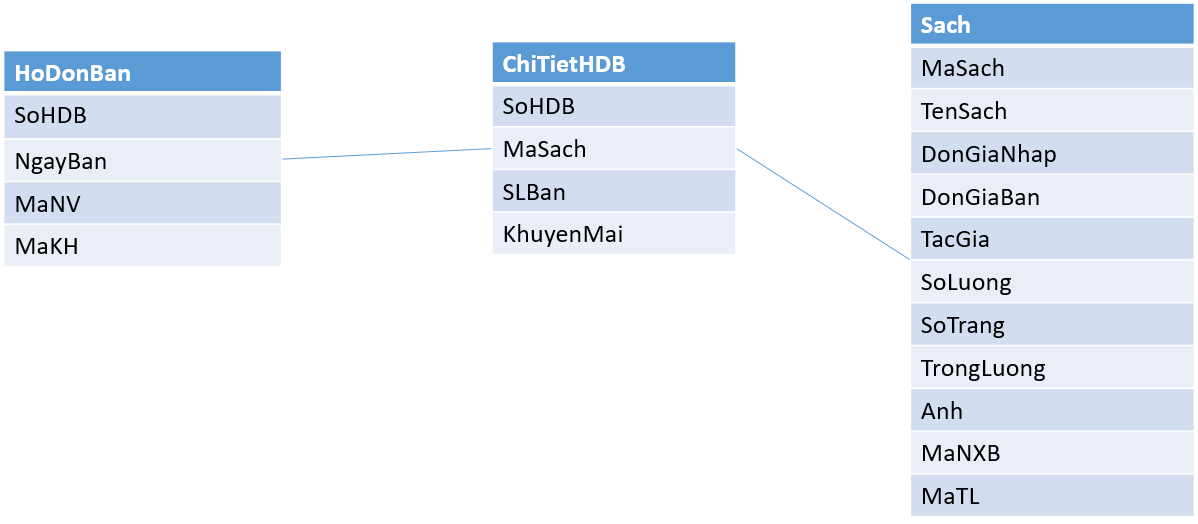 HoDonBan
SoHDB
NgayBan
MaNV
MaKH
ChiTietHDB
SoHDB
MaSach
SLBan
KhuyenMai
Sach
MaSach
TenSach
DonGiaNhap
DonGiaBan
TacGia
SoLuong
SoTrang
TrongLuong
Anh
MaNXB
MaTL